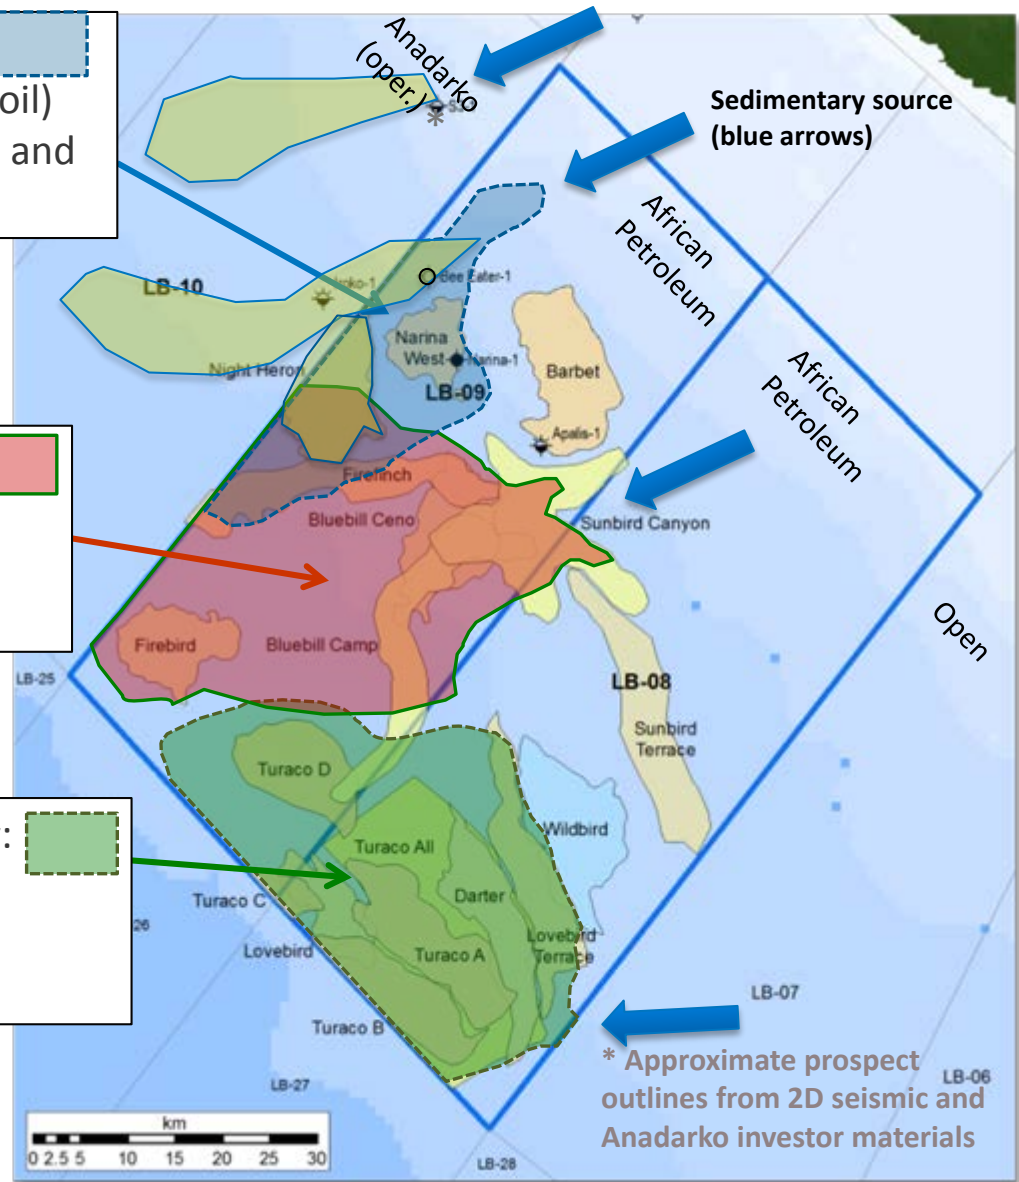 oil)
and
:
Anadarko
(oper.)
*
Sedimentary source
(blue arrows)
African
Petroleum
African
Petroleum
Open
LB-10
Bee Eater-1
Narina
West
Narina-1
Night Heron
LB-09
Barbet
Apalis-1
Firefinch
Bluebill Ceno
Sunbird Canyon
Firebird
Bluebill Camp
LB-25
LB-08
Sunbird
Terrace
Turaco D
Wildbird
Turaco All
Darter
Turaco C
26
Lovebird
Turaco A
Lovebird
Terrace
LB-07
Turaco B
* Approximate prospect
outlines from 2D seismic and
Anadarko investor materials
LB-06
LB-27
km
0 2.5 5 10 15 20 25 30
LB-28